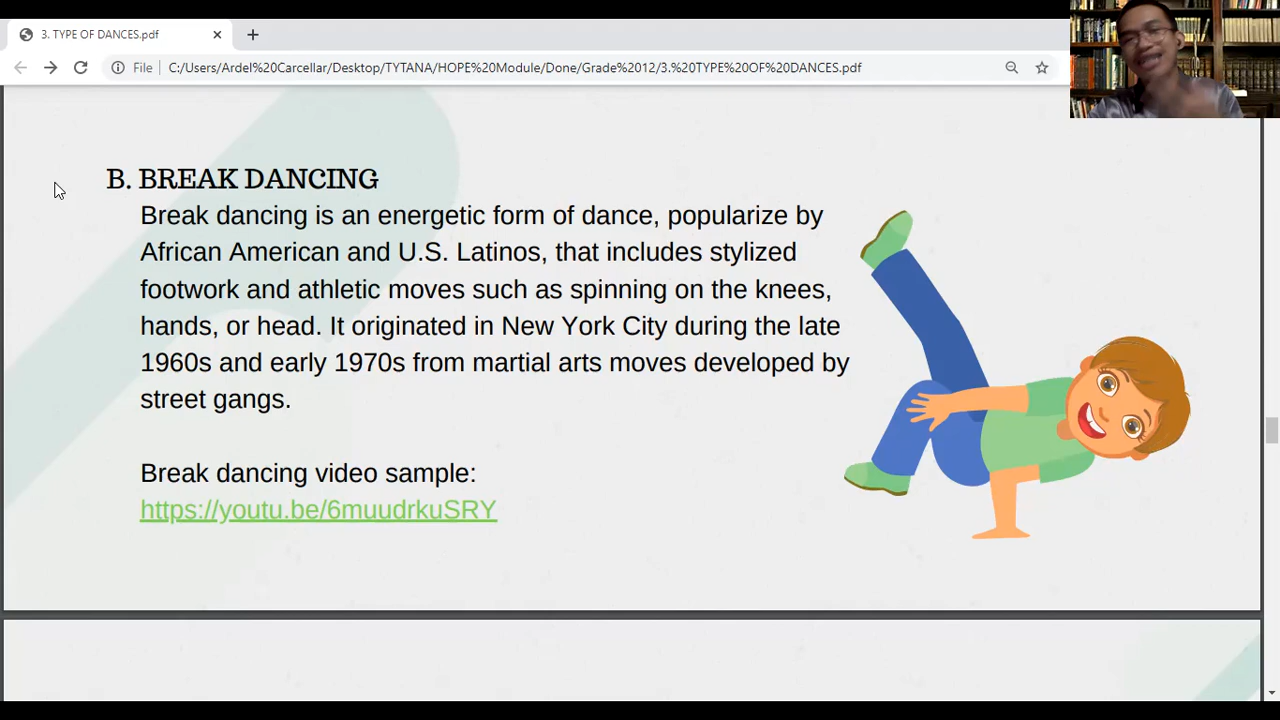 3. TYPE OF DANCES.pdf
File
C:/Users/Ardel%20Carcellar/Desktop/TYTANA/HOPE%20Module/Done/Grade%2012/3.%20TYPE%20OF%20DANCES.pdf
B. BREAK DANCING
Break dancing is an energetic form of dance, popularize by
African American and U.S. Latinos, that includes stylized
footwork and athletic moves such as spinning on the knees,
hands, or head. It originated in New York City during the late
1960s and early 1970s from martial arts moves developed by
street gangs.
Break dancing video sample:
https://youtu.be/6muudrkuSRY